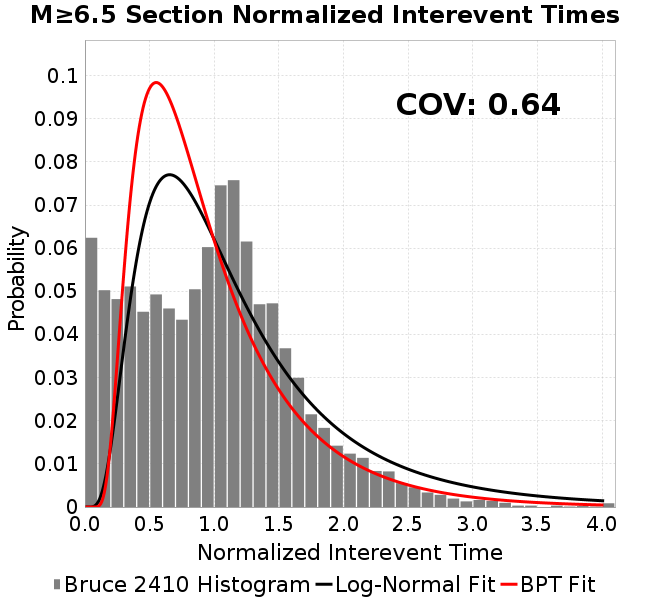 M≥6.5 Section Normalized Interevent Times
COV: 0.64
Probability
0.1
0.09
0.08
0.07
0.06
0.05
0.04
0.03
0.02
0.01
0
0.0 0.5 1.0 1.5 2.0 2.5 3.0 3.5 4.0
Normalized Interevent Time
Bruce 2410 Histogram Log-Normal Fit BPT Fit